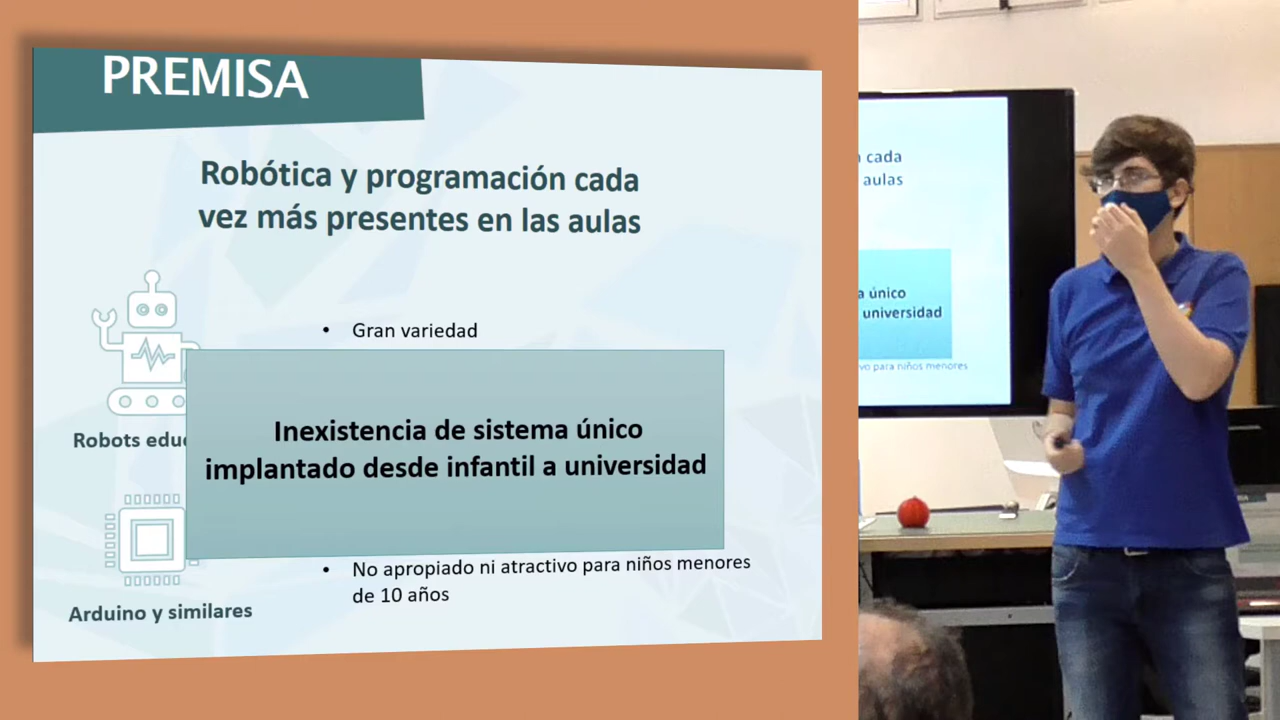 PREMISA
Robótica y programación cada
vez más presentes en las aulas
• Gran variedad
Inexistencia de sistema único
implantado desde infantil a universidad
Robots edu
• No apropiado ni atractivo para niños menores
de 10 años
Arduino y similares
cada
aulas
a único
universidad
vo para niños menores